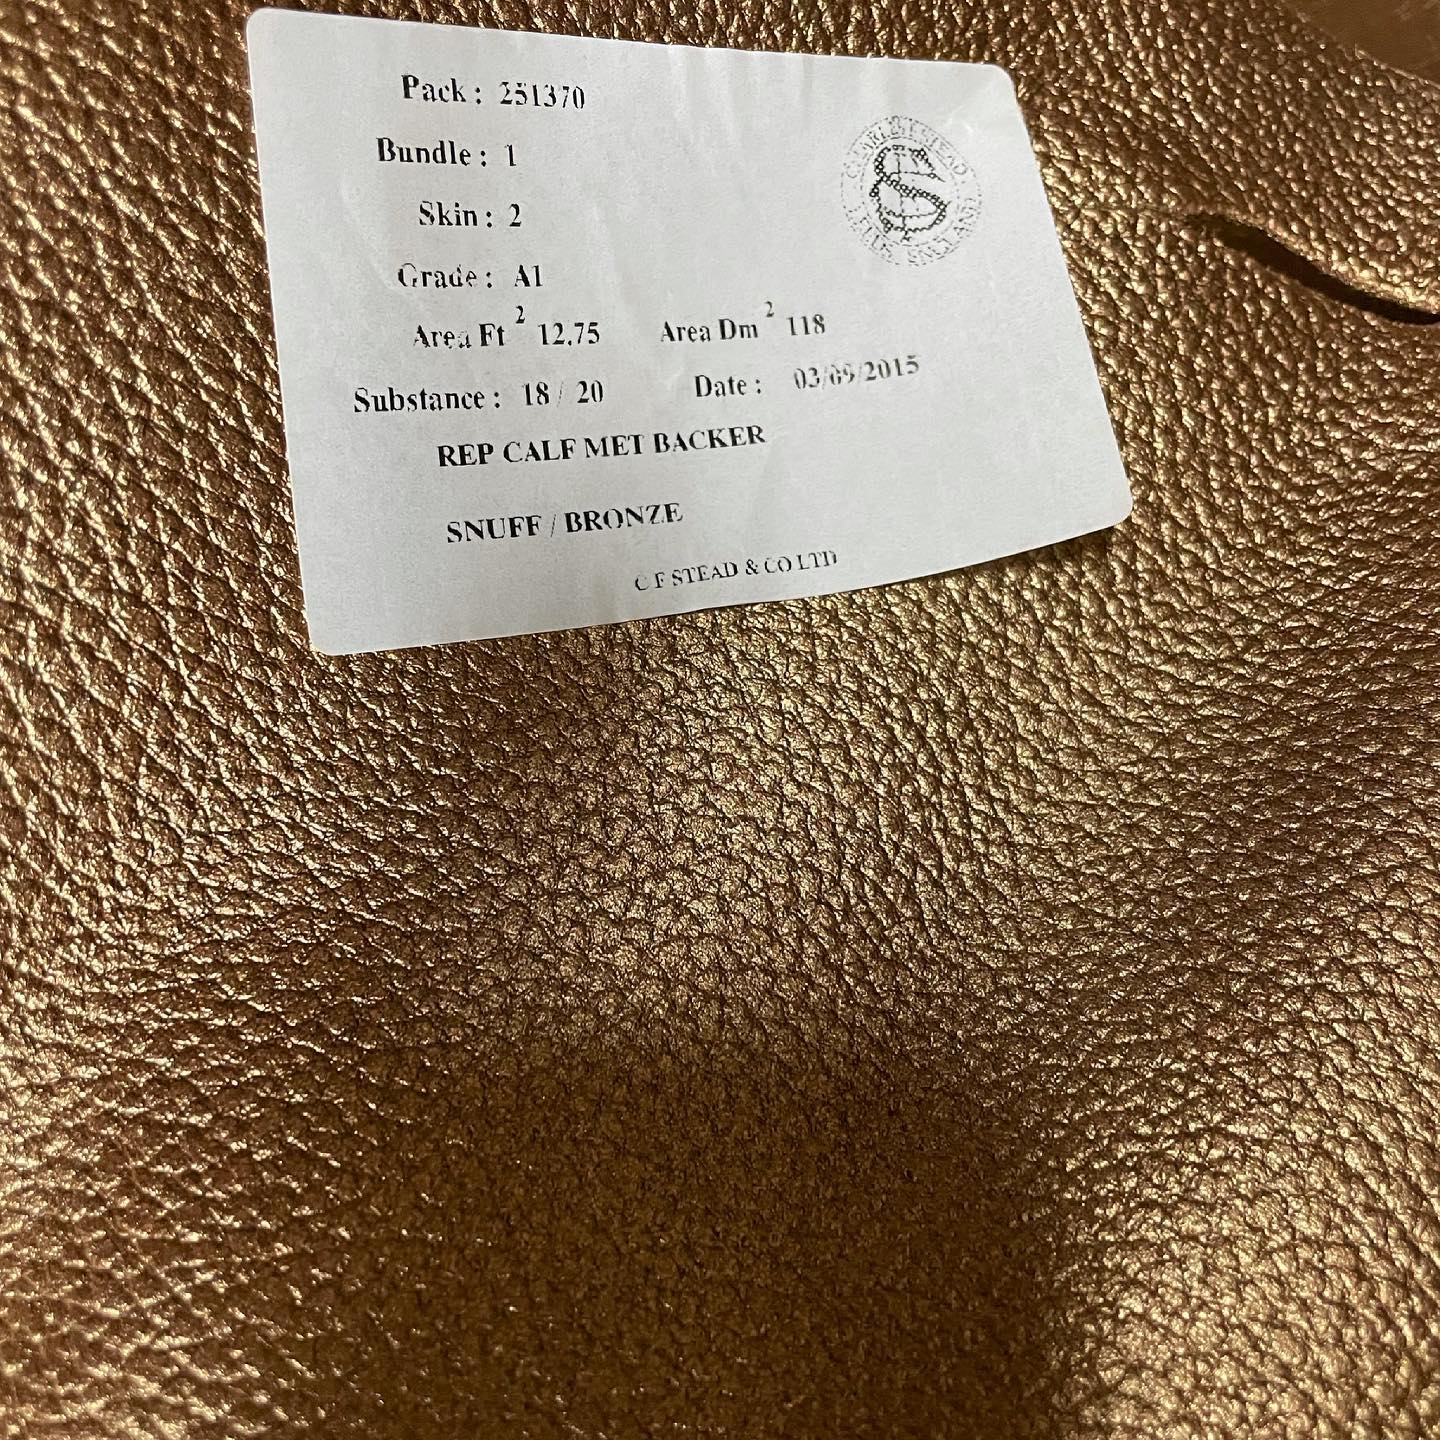 Pack : 251370
Bundle : 1
Skin : 2
Grade : A1
Area Ft 2 12.75 Area Dm 2 118
Substance : 18 / 20 Date : 03/09/2015
REP CALF MET BACKER
SNUFF / BRONZE
C F STEAD & CO LTD